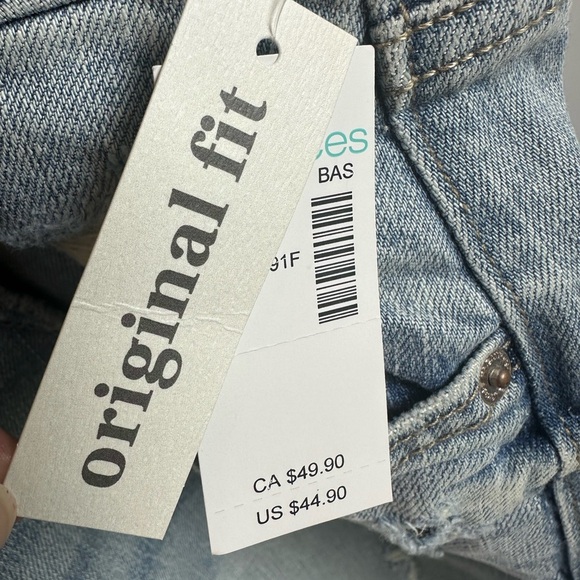 original fit
ces
BAS
91F
CA $49.90
US $44.90